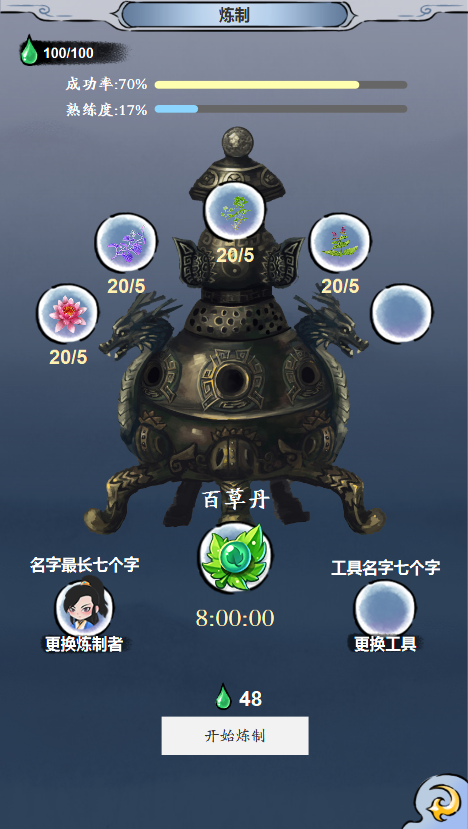 炼制
100/100
成功率:70%
熟练度:17%
20/5
20/5
20/5
20/5
百草丹
名字最长七个字
工具名字七个字
8:00:00
更换炼制者
更换工具
48
开始炼制